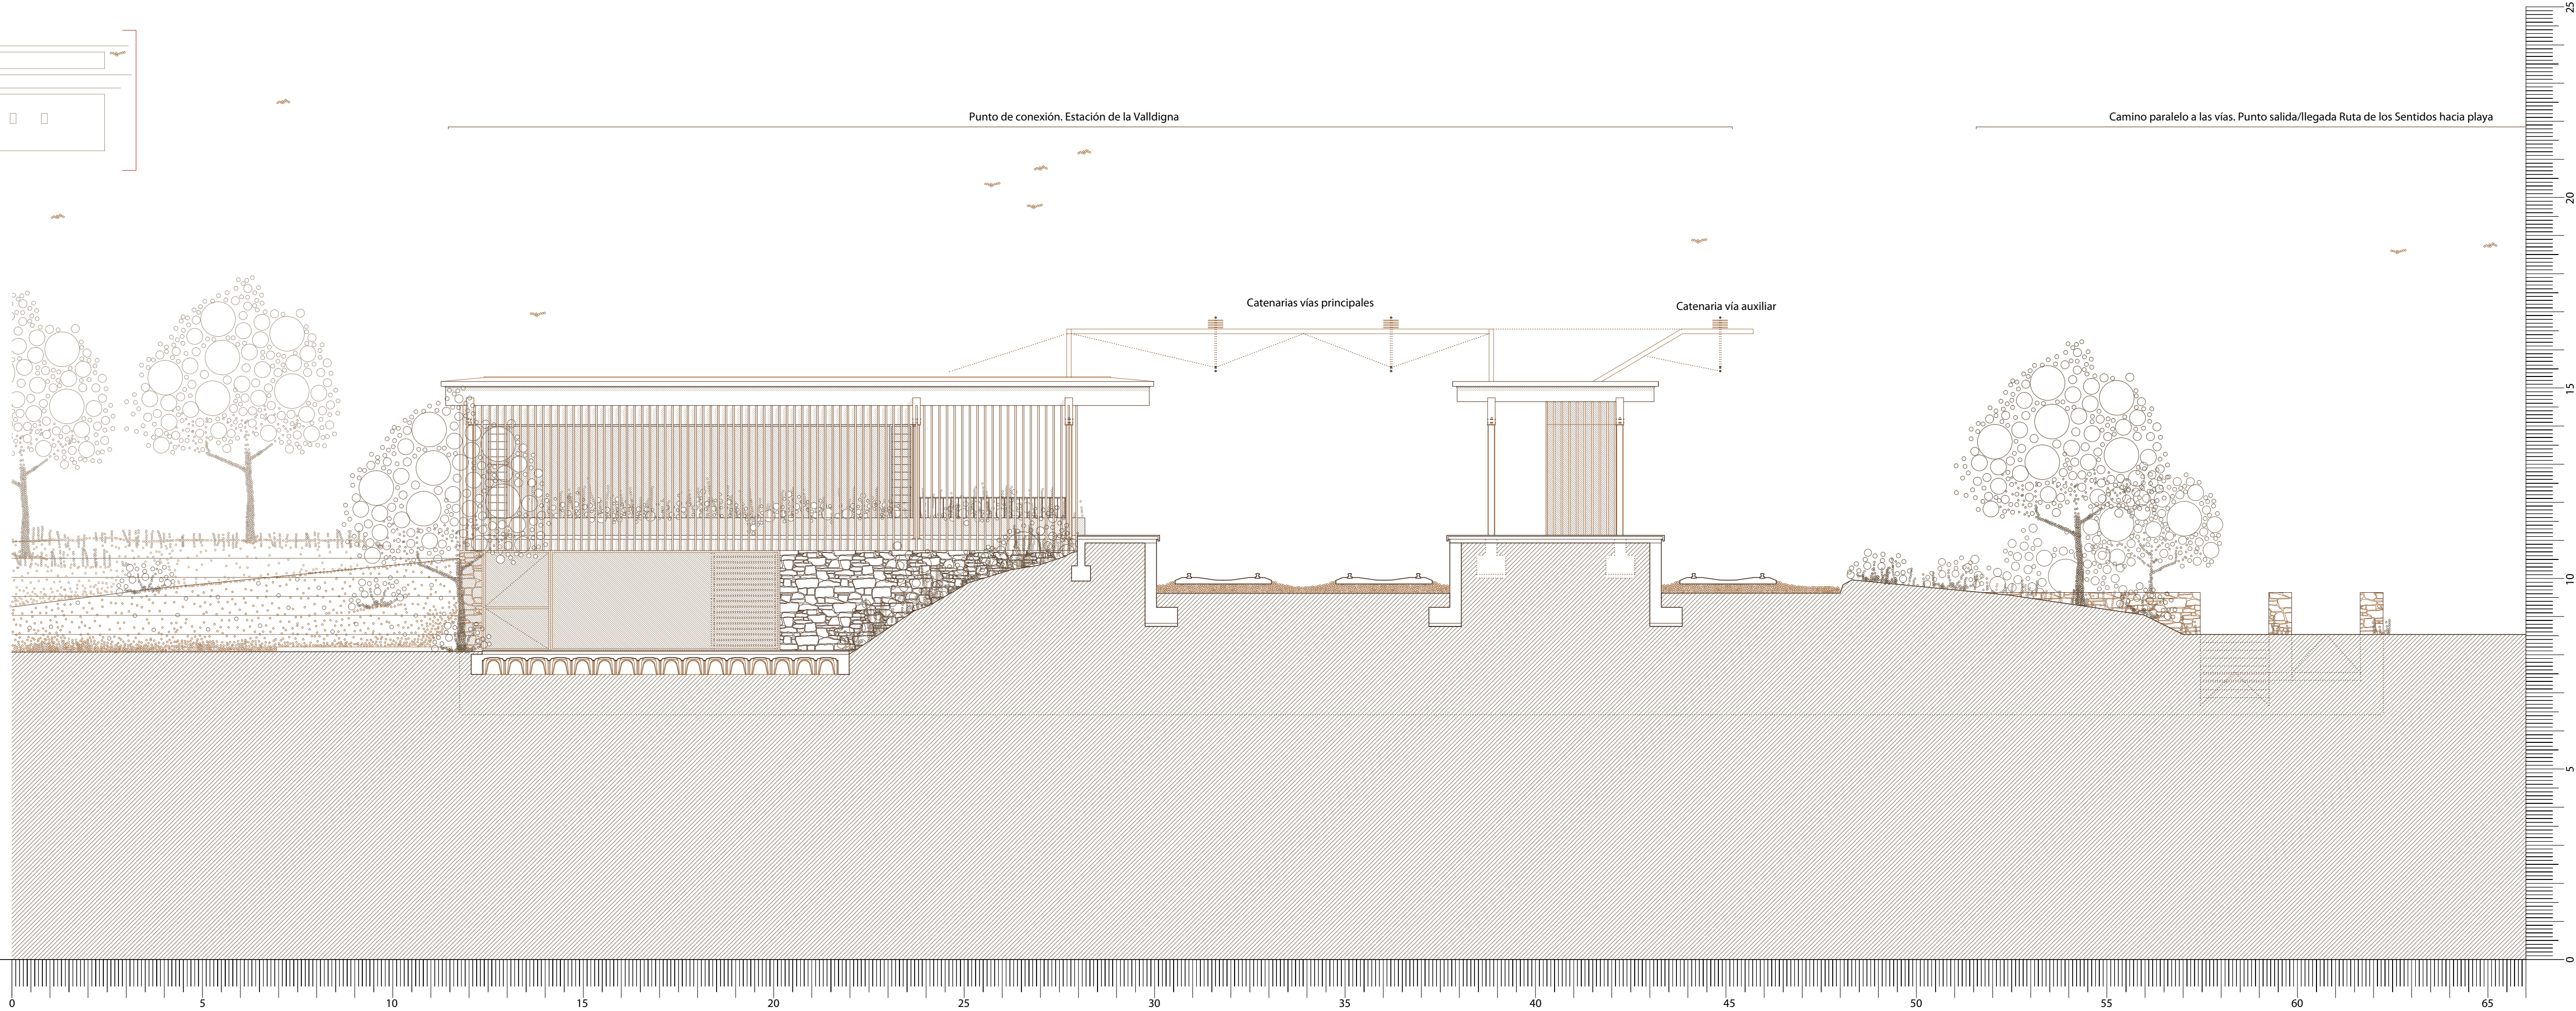 Punto de conexión. Estación de la Valldigna
Camino paralelo a las vías. Punto salida/llegada Ruta de los Sentidos hacia playa
Catenarias vías principales
Catenaria vía auxiliar
25
20
15
10
5
0
0 5 10 15 20 25 30 35 40 45 50 55 60 65